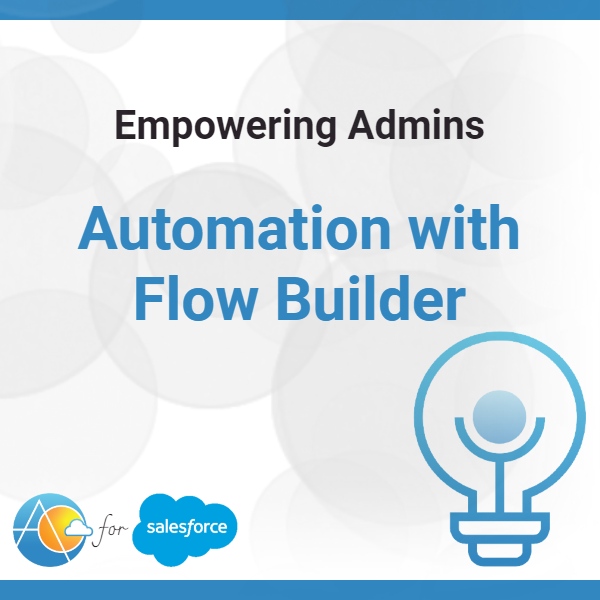 Empowering Admins
Automation with
Flow Builder
for
salesforce